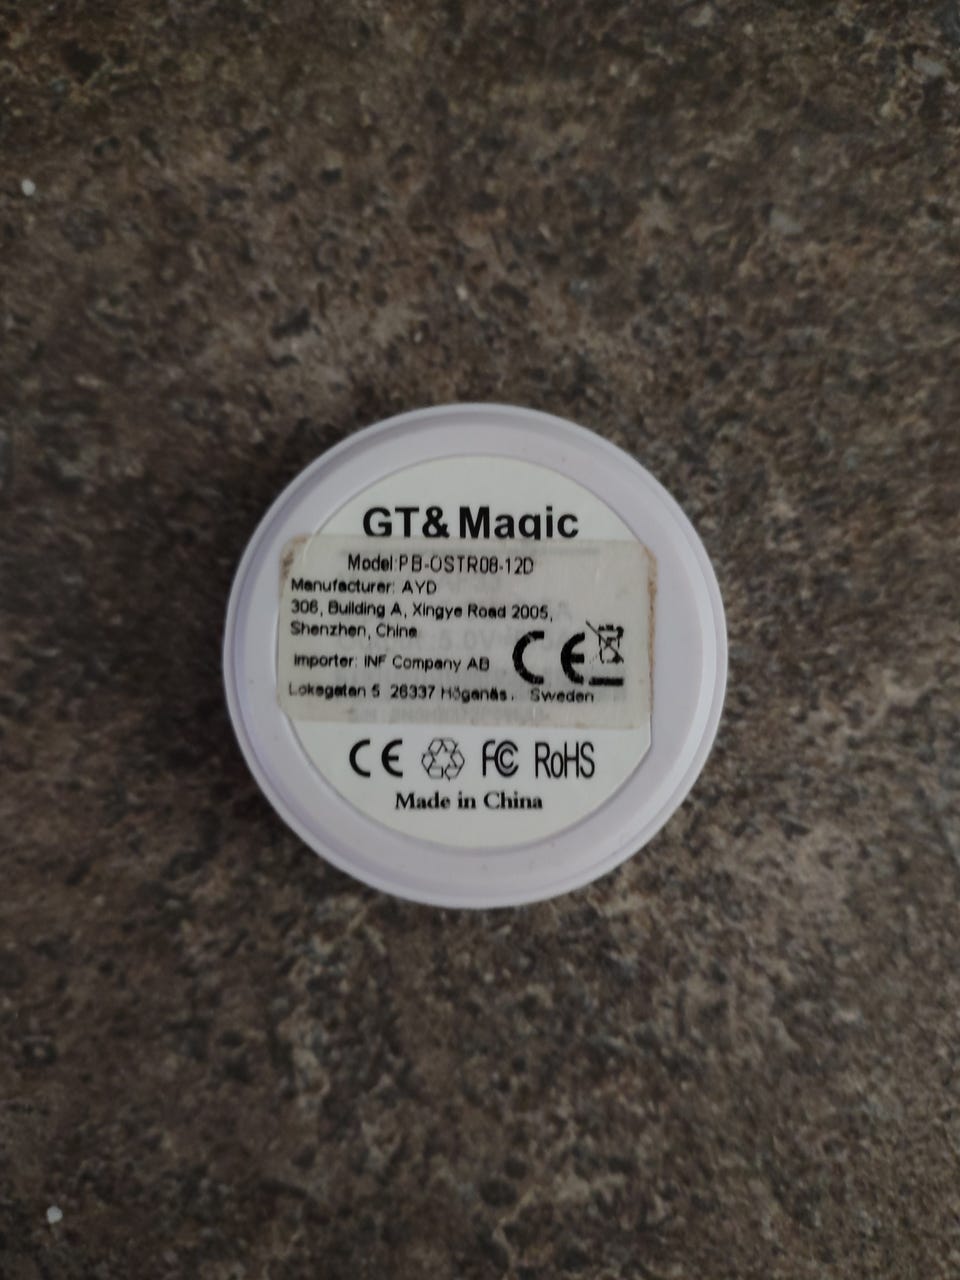 GT& Magic
Model:PB-OSTR08-12D
Manufacturer: AYD
306, Building A, Xingye Road 2005,
Shenzhen, China
Importer: INF Company AB
Lokegatan 5 26337 Höganäs, Sweden
CE
CE FC RoHS
Made in China